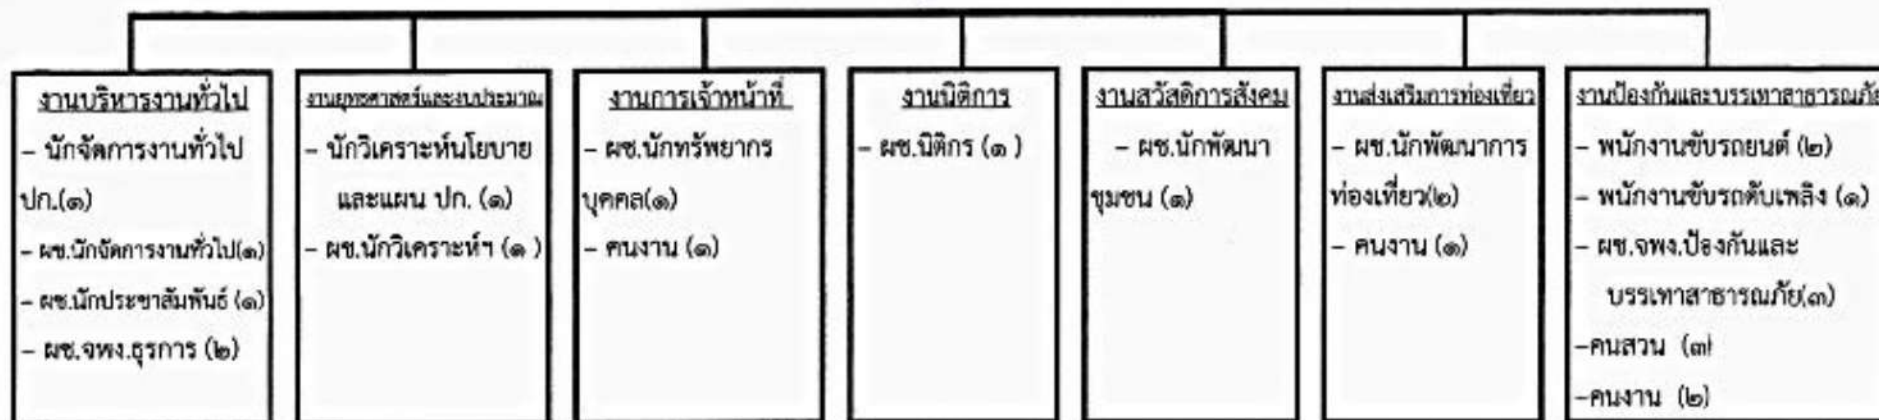 งานบริหารงานทั่วไป
- นักจัดการงานทั่วไป
ปก.(๑)
- ผช.นักจัดการงานทั่วไป(๑)
- ผช.นักประชาสัมพันธ์ (๑)
- ผช.จพง.ธุรการ (๒)
งานยุทธศาสตร์และงบประมาณ
- นักวิเคราะห์นโยบาย
และแผน ปก. (๑)
- ผช.นักวิเคราะห์ฯ (๑ )
งานการเจ้าหน้าที่
- ผช.นักทรัพยากร
บุคคล(๑)
- คนงาน (๑)
งานนิติการ
- ผช.นิติกร (๑ )
งานสวัสดิการสังคม
- ผช.นักพัฒนา
ชุมชน (๑)
งานส่งเสริมการท่องเที่ยว
- ผช.นักพัฒนาการ
ท่องเที่ยว(๒)
- คนงาน (๑)
งานป้องกันและบรรเทาสาธารณภัย
- พนักงานขับรถยนต์ (๒)
- พนักงานขับรถดับเพลิง (๑)
- ผช.จพง.ป้องกันและ
บรรเทาสาธารณภัย(๓)
-คนสวน (๓)
-คนงาน (๒)